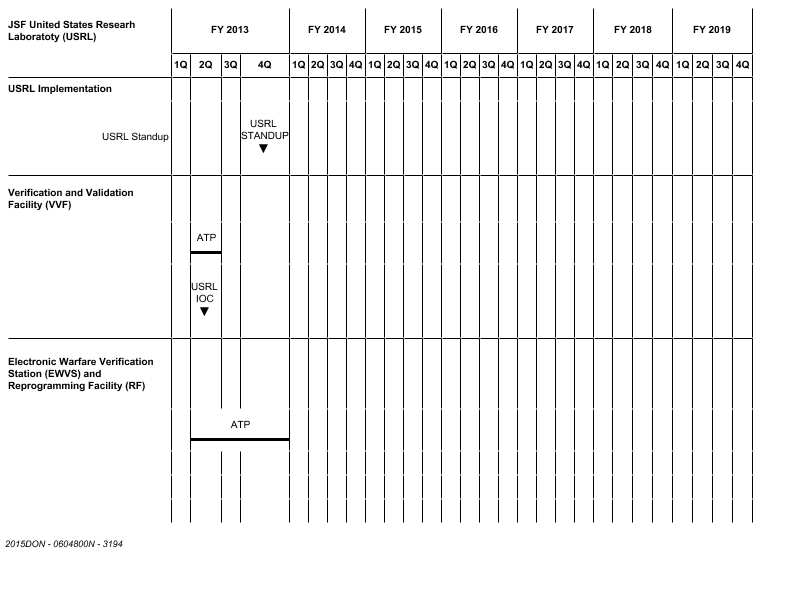 JSF United States Researh
Laboratoty (USRL)
FY 2013 FY 2014 FY 2015 FY 2016 FY 2017 FY 2018 FY 2019
1Q 2Q 3Q 4Q 1Q 2Q 3Q 4Q 1Q 2Q 3Q 4Q 1Q 2Q 3Q 4Q 1Q 2Q 3Q 4Q 1Q 2Q 3Q 4Q 1Q 2Q 3Q 4Q
USRL Implementation
USRL Standup
USRL
STANDUP
Verification and Validation
Facility (VVF)
ATP
USRL
IOC
Electronic Warfare Verification
Station (EWVS) and
Reprogramming Facility (RF)
ATP
2015DON - 0604800N - 3194